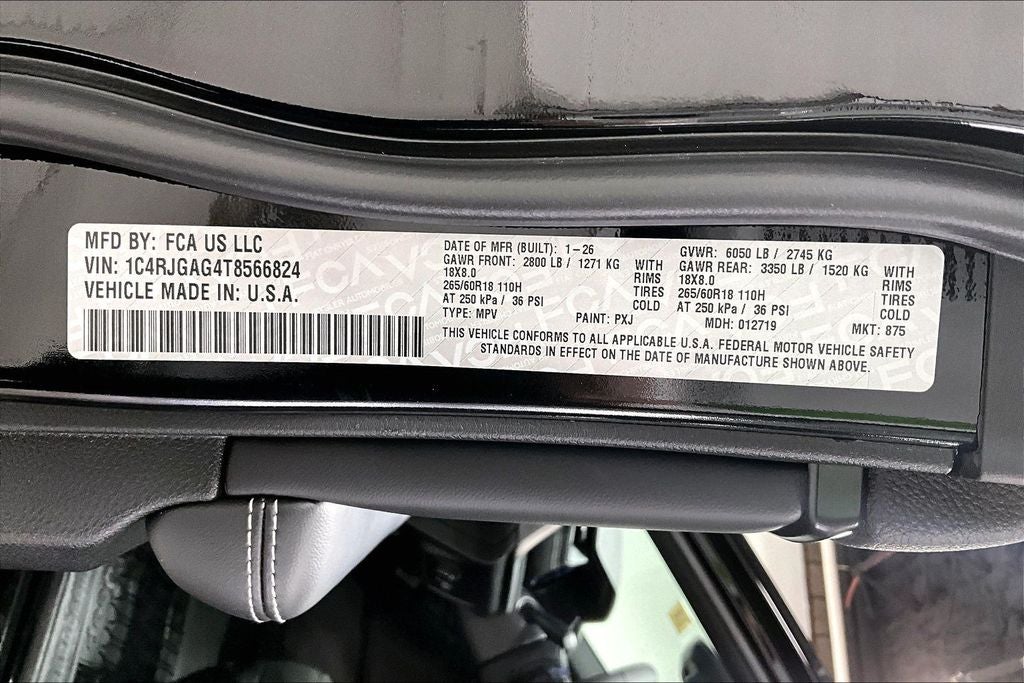 MFD BY: FCA US LLC
VIN: 1C4RJGAG4T8566824
VEHICLE MADE IN: U.S.A.
DATE OF MFR (BUILT): 1-26
GAWR FRONT: 2800 LB / 1271 KG WITH
18X8.0 RIMS
265/60R18 110H TIRES
AT 250 kPa / 36 PSI COLD
TYPE: MPV PAINT: PXJ
GVWR: 6050 LB / 2745 KG
GAWR REAR: 3350 LB / 1520 KG WITH
18X8.0 RIMS
265/60R18 110H TIRES
AT 250 kPa / 36 PSI COLD
MDH: 012719 MKT: 875
THIS VEHICLE CONFORMS TO ALL APPLICABLE U.S.A. FEDERAL MOTOR VEHICLE SAFETY
STANDARDS IN EFFECT ON THE DATE OF MANUFACTURE SHOWN ABOVE.